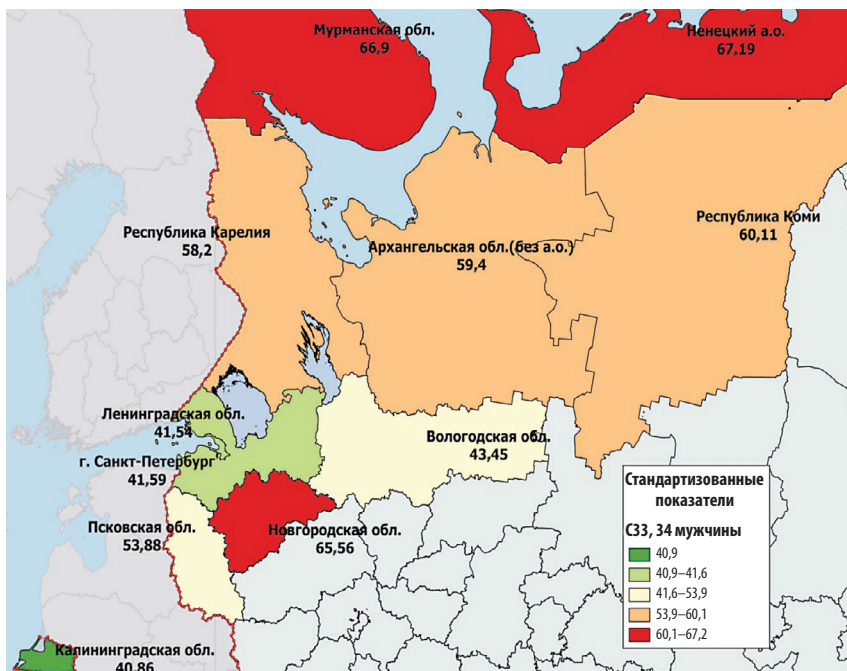 Мурманская обл.
66,9
Ненецкий а.о.
67,19
Республика Карелия
58,2
Архангельская обл.(без а.о.)
59,4
Республика Коми
60,11
Ленинградская обл.
41,54
г. Санкт-Петербург
41,59
Вологодская обл.
43,45
Псковская обл.
53,88
Новгородская обл.
65,56
Калининградская обл.
40,86
Стандартизованные
показатели
С33, 34 мужчины
40,9
40,9–41,6
41,6–53,9
53,9–60,1
60,1–67,2